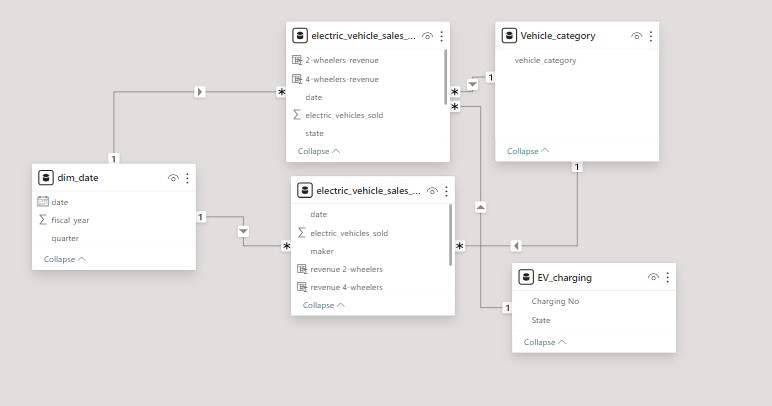 electric_vehicle_sales_...
2-wheelers-revenue
4-wheelers-revenue
date
electric_vehicles_sold
state
Collapse
Vehicle_category
vehicle_category
Collapse
1
*
*
*
1
1
dim_date
date
fiscal_year
quarter
Collapse
1
*
electric_vehicle_sales_...
date
electric_vehicles_sold
maker
revenue 2-wheelers
revenue 4-wheelers
Collapse
*
EV_charging
Charging No
State
Collapse
1